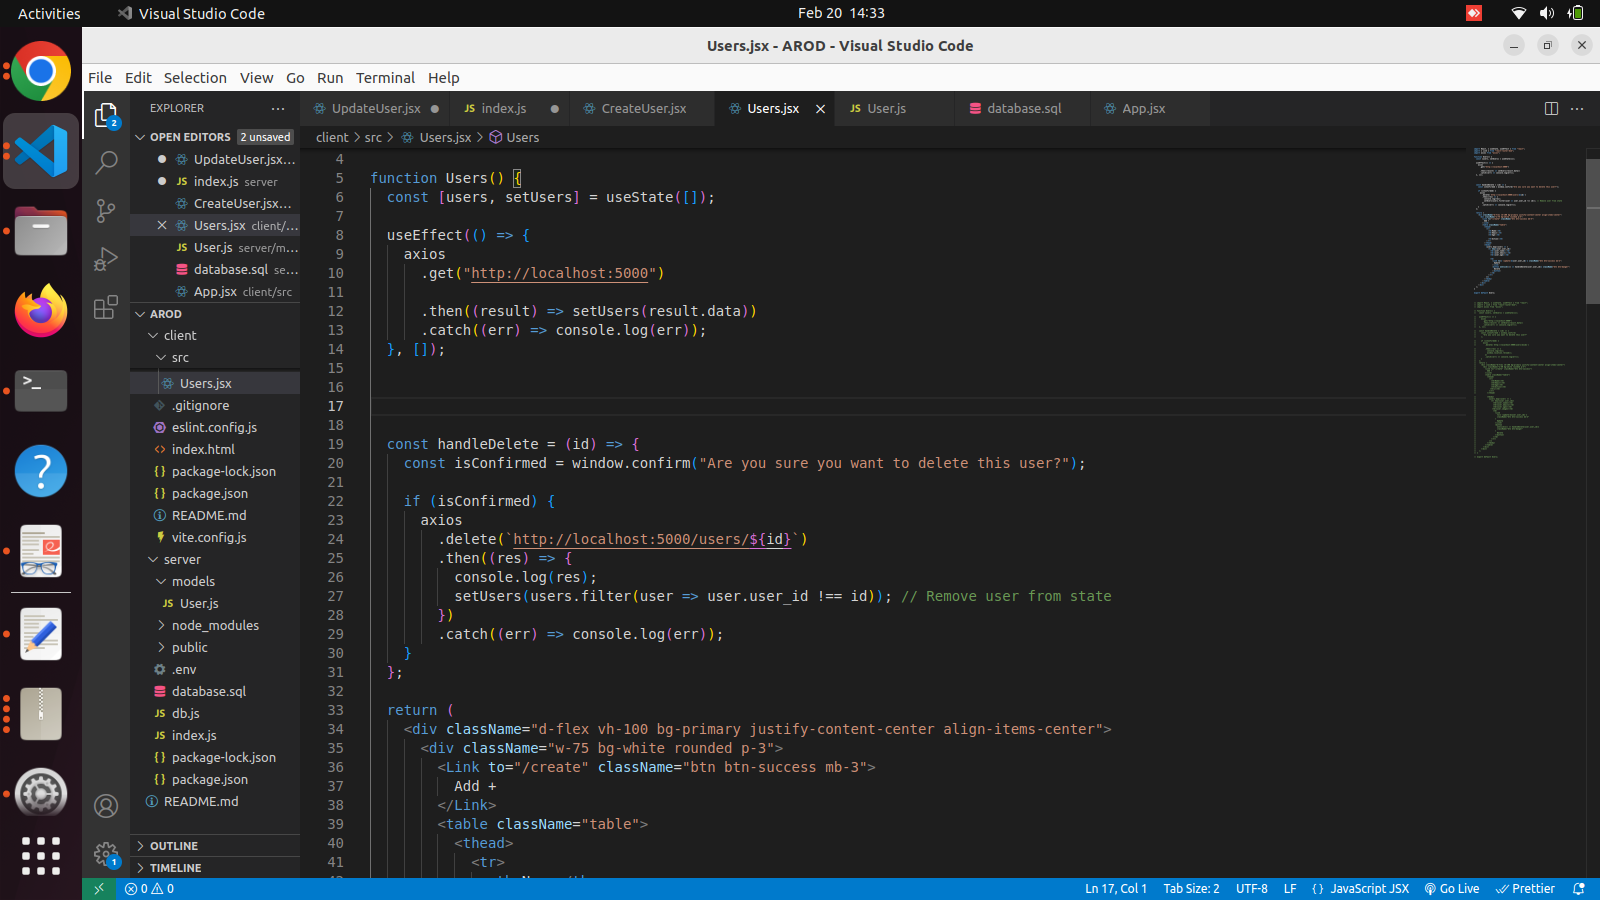 Activities
Visual Studio Code
Feb 20 14:33
Users.jsx - AROD - Visual Studio Code
File Edit Selection View Go Run Terminal Help
EXPLORER
UpdateUser.jsx
JS index.js
CreateUser.jsx
Users.jsx
JS User.js
database.sql
App.jsx
2
OPEN EDITORS 2 unsaved
UpdateUser.jsx...
JS index.js server
CreateUser.jsx...
Users.jsx client/...
JS User.js server/m...
database.sql se...
App.jsx client/src
AROD
client
src
Users.jsx
.gitignore
eslint.config.js
index.html
package-lock.json
package.json
README.md
vite.config.js
server
models
JS User.js
node_modules
public
.env
database.sql
JS db.js
JS index.js
package-lock.json
package.json
README.md
OUTLINE
TIMELINE
1
client > src > Users.jsx > Users
4
5 function Users() {
6 const [users, setUsers] = useState([]);
7
8 useEffect(() => {
9 axios
10 .get("http://localhost:5000")
11
12 .then((result) => setUsers(result.data))
13 .catch((err) => console.log(err));
14 }, []);
15
16
17
18
19 const handleDelete = (id) => {
20 const isConfirmed = window.confirm("Are you sure you want to delete this user?");
21
22 if (isConfirmed) {
23 axios
24 .delete(`http://localhost:5000/users/${id}`)
25 .then((res) => {
26 console.log(res);
27 setUsers(users.filter(user => user.user_id !== id)); // Remove user from state
28 })
29 .catch((err) => console.log(err));
30 }
31 };
32
33 return (
34 <div className="d-flex vh-100 bg-primary justify-content-center align-items-center">
35 <div className="w-75 bg-white rounded p-3">
36 <Link to="/create" className="btn btn-success mb-3">
37 Add +
38 </Link>
39 <table className="table">
40 <thead>
41 <tr>
0 0
Ln 17, Col 1 Tab Size: 2 UTF-8 LF {} JavaScript JSX Go Live Prettier